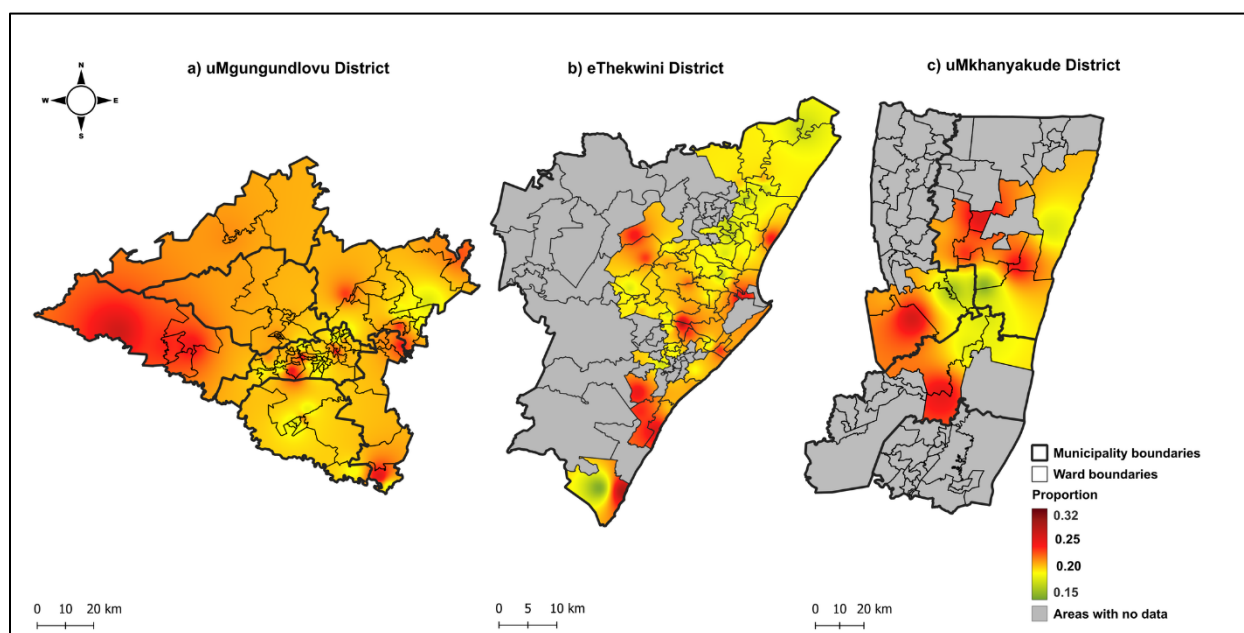 a) uMgungundlovu District
b) eThekwini District
c) uMkhanyakude District
N
W E
S
Municipality boundaries
Ward boundaries
Proportion
0.32
0.25
0.20
0.15
Areas with no data
0 10 20 km
0 5 10 km
0 10 20 km